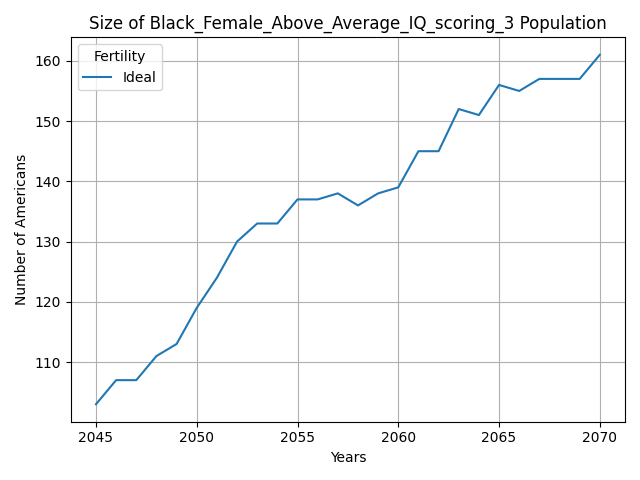 Size of Black_Female_Above_Average_IQ_scoring_3 Population
Fertility
Ideal
Number of Americans
160
150
140
130
120
110
2045 2050 2055 2060 2065 2070
Years